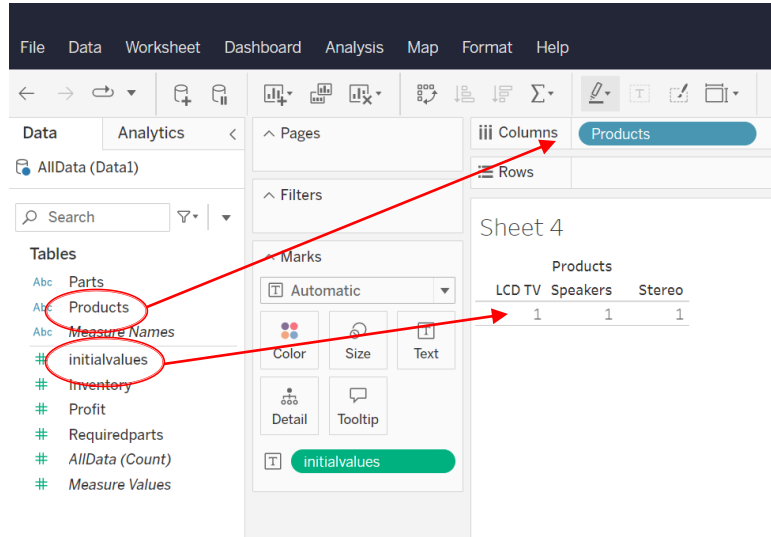 File Data Worksheet Dashboard Analysis Map Format Help
Data Analytics
AllData (Data1)
Search
Tables
Abc Parts
Abc Products
Abc Measure Names
# initialvalues
# Inventory
# Profit
# Requiredparts
# AllData (Count)
# Measure Values
Pages
Filters
Marks
T Automatic
Color Size Text
Detail Tooltip
T initialvalues
Columns Products
Rows
Sheet 4
Products
LCD TV Speakers Stereo
1 1 1